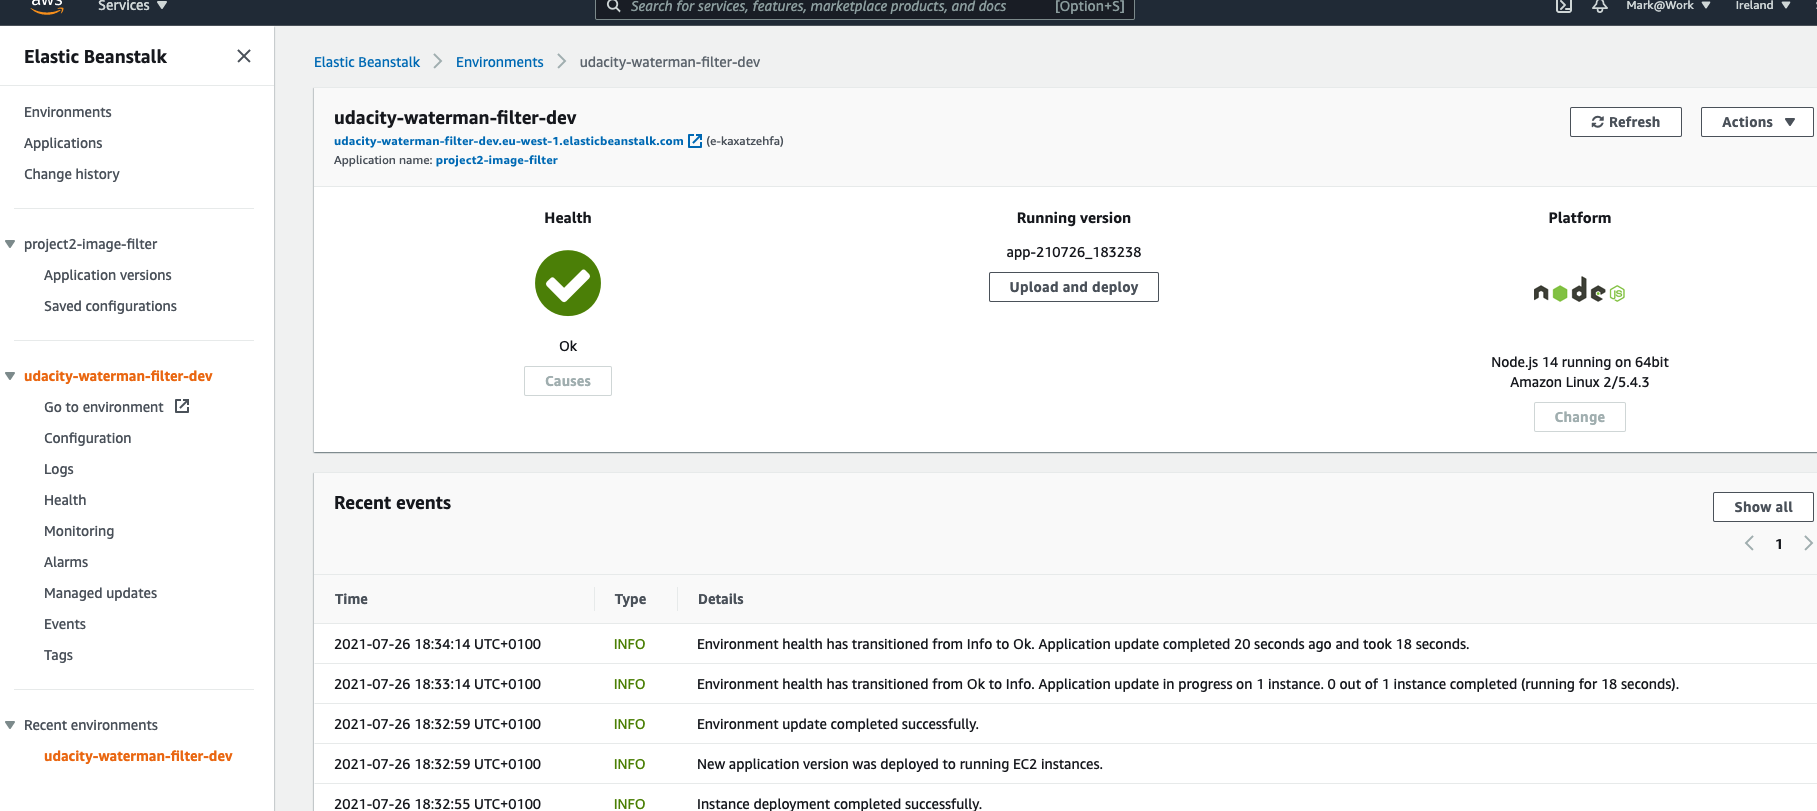 aws
Services
Search for services, features, marketplace products, and docs
[Option+S]
Mark@Work
Ireland
Elastic Beanstalk
Environments
Applications
Change history
project2-image-filter
Application versions
Saved configurations
udacity-waterman-filter-dev
Go to environment
Configuration
Logs
Health
Monitoring
Alarms
Managed updates
Events
Tags
Recent environments
udacity-waterman-filter-dev
Elastic Beanstalk
Environments
udacity-waterman-filter-dev
udacity-waterman-filter-dev
udacity-waterman-filter-dev.eu-west-1.elasticbeanstalk.com (e-kaxatzehfa)
Application name: project2-image-filter
Refresh
Actions
Health
Ok
Causes
Running version
app-210726_183238
Upload and deploy
Platform
node JS
Node.js 14 running on 64bit
Amazon Linux 2/5.4.3
Change
Recent events
Show all
1
Time Type Details
2021-07-26 18:34:14 UTC+0100 INFO Environment health has transitioned from Info to Ok. Application update completed 20 seconds ago and took 18 seconds.
2021-07-26 18:33:14 UTC+0100 INFO Environment health has transitioned from Ok to Info. Application update in progress on 1 instance. 0 out of 1 instance completed (running for 18 seconds).
2021-07-26 18:32:59 UTC+0100 INFO Environment update completed successfully.
2021-07-26 18:32:59 UTC+0100 INFO New application version was deployed to running EC2 instances.
2021-07-26 18:32:55 UTC+0100 INFO Instance deployment completed successfully.